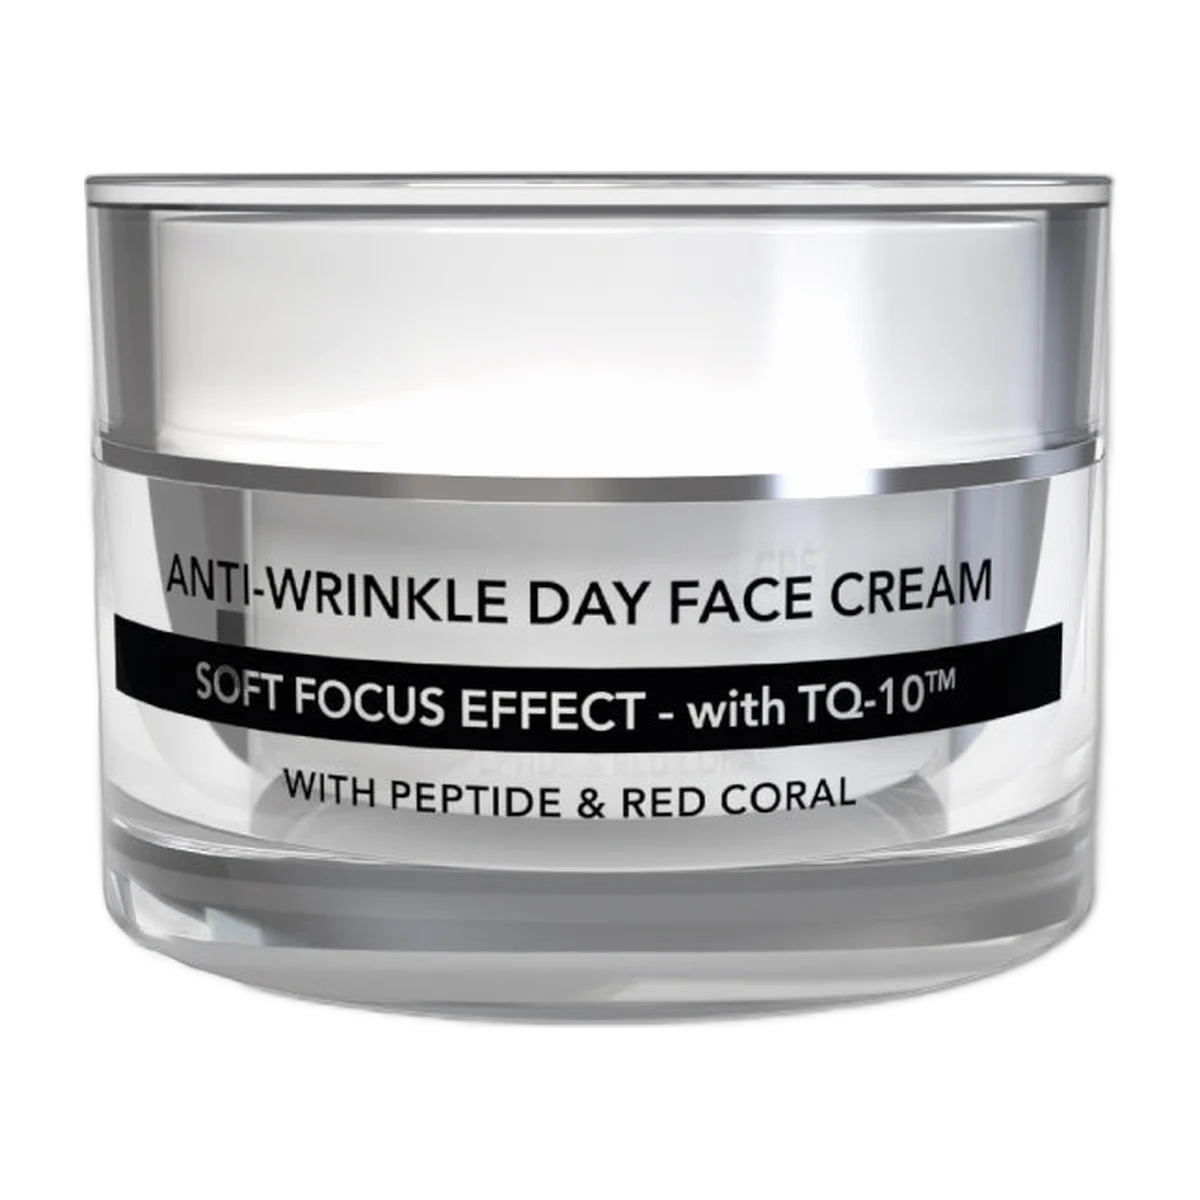 ANTI-WRINKLE DAY FACE CREAM
SOFT FOCUS EFFECT - with TQ-10™
WITH PEPTIDE & RED CORAL